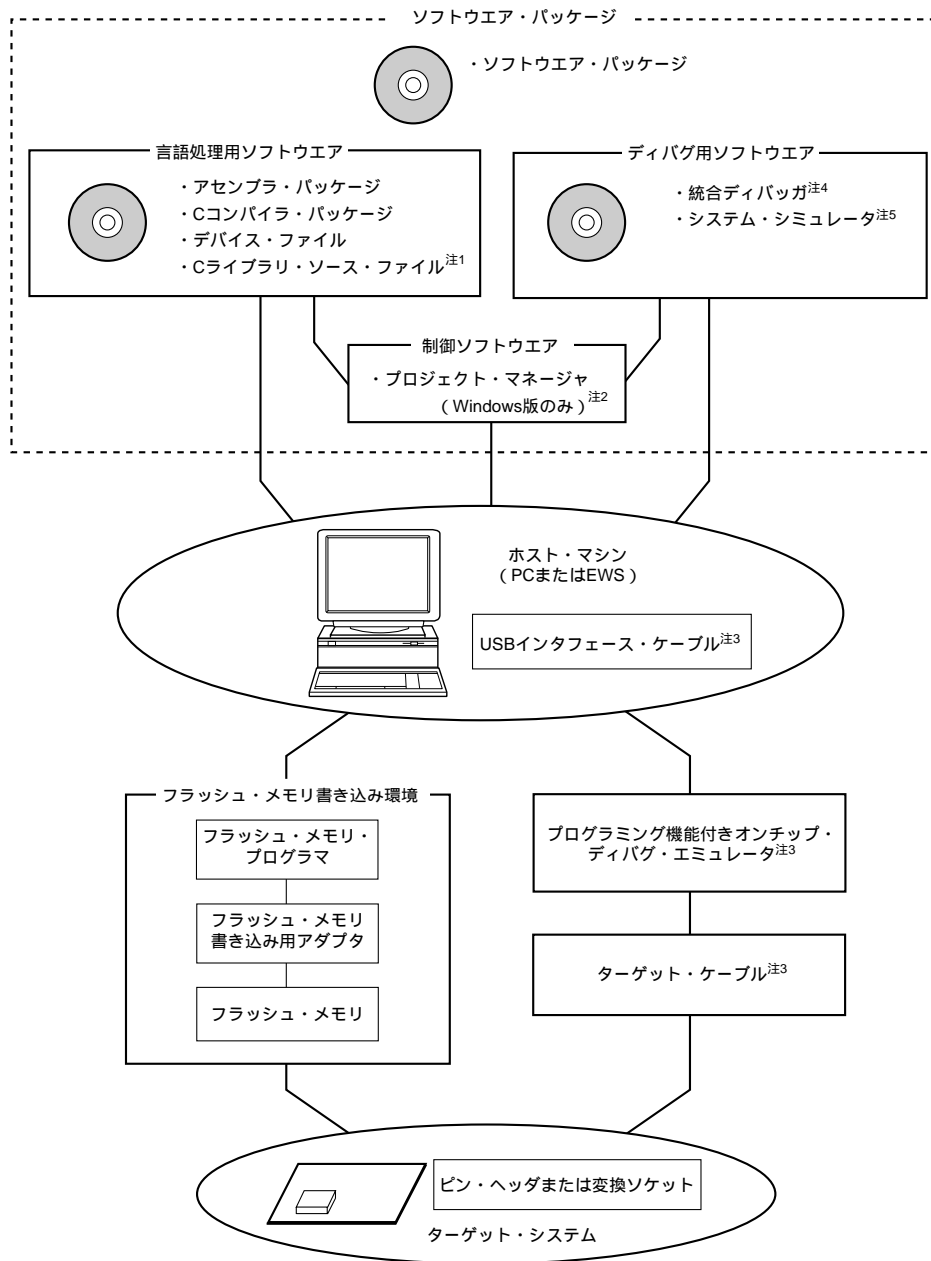 ソフトウエア・パッケージ
・ソフトウエア・パッケージ
言語処理用ソフトウエア
・アセンブラ・パッケージ
・Cコンパイラ・パッケージ
・デバイス・ファイル
・Cライブラリ・ソース・ファイル注1
ディバグ用ソフトウエア
・統合ディバッガ注4
・システム・シミュレータ注5
制御ソフトウエア
・プロジェクト・マネージャ
（Windows版のみ）注2
ホスト・マシン
（PCまたはEWS）
USBインタフェース・ケーブル注3
フラッシュ・メモリ書き込み環境
フラッシュ・メモリ・
プログラマ
フラッシュ・メモリ
書き込み用アダプタ
フラッシュ・メモリ
プログラミング機能付きオンチップ・
ディバグ・エミュレータ注3
ターゲット・ケーブル注3
ピン・ヘッダまたは変換ソケット
ターゲット・システム